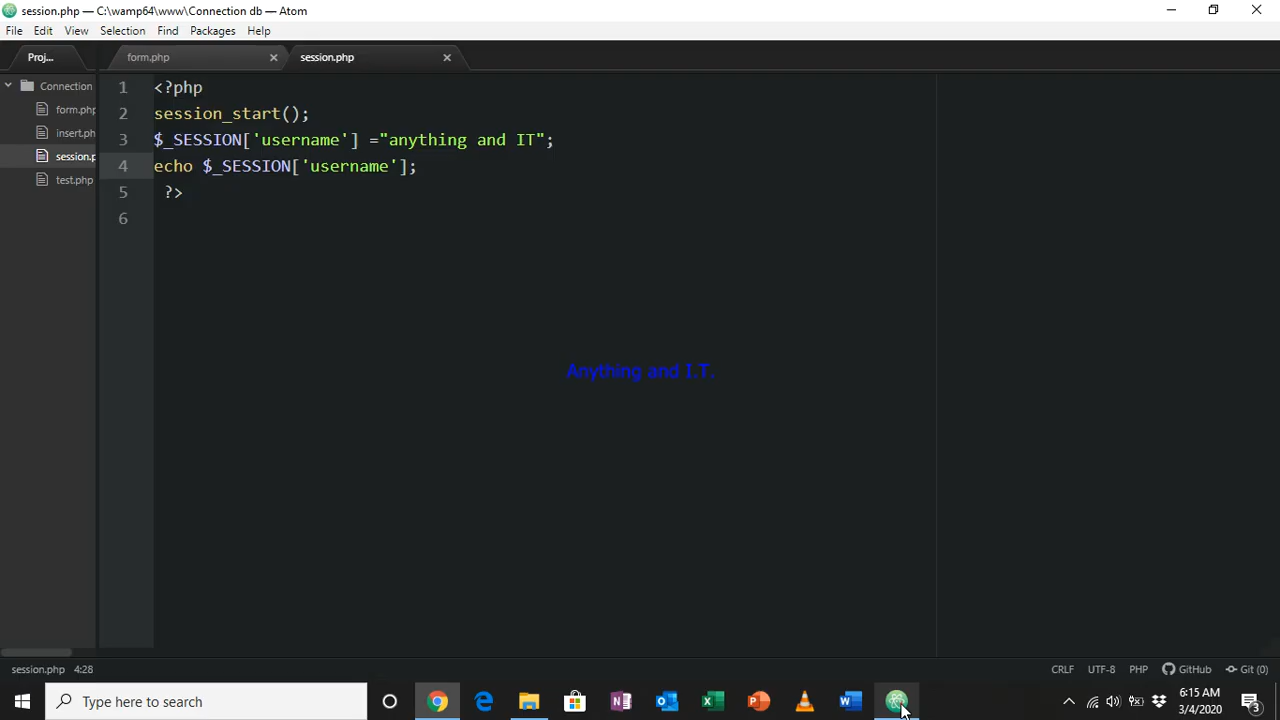 session.php — C:\wamp64\www\Connection db — Atom
File Edit View Selection Find Packages Help
Proj... form.php session.php
Connection
form.php
insert.ph
session.p
test.php
1 <?php
2 session_start();
3 $_SESSION['username'] ="anything and IT";
4 echo $_SESSION['username'];
5 ?>
6
Anything and I.T.
session.php 4:28 CRLF UTF-8 PHP GitHub Git (0)
Type here to search
6:15 AM
3/4/2020
3